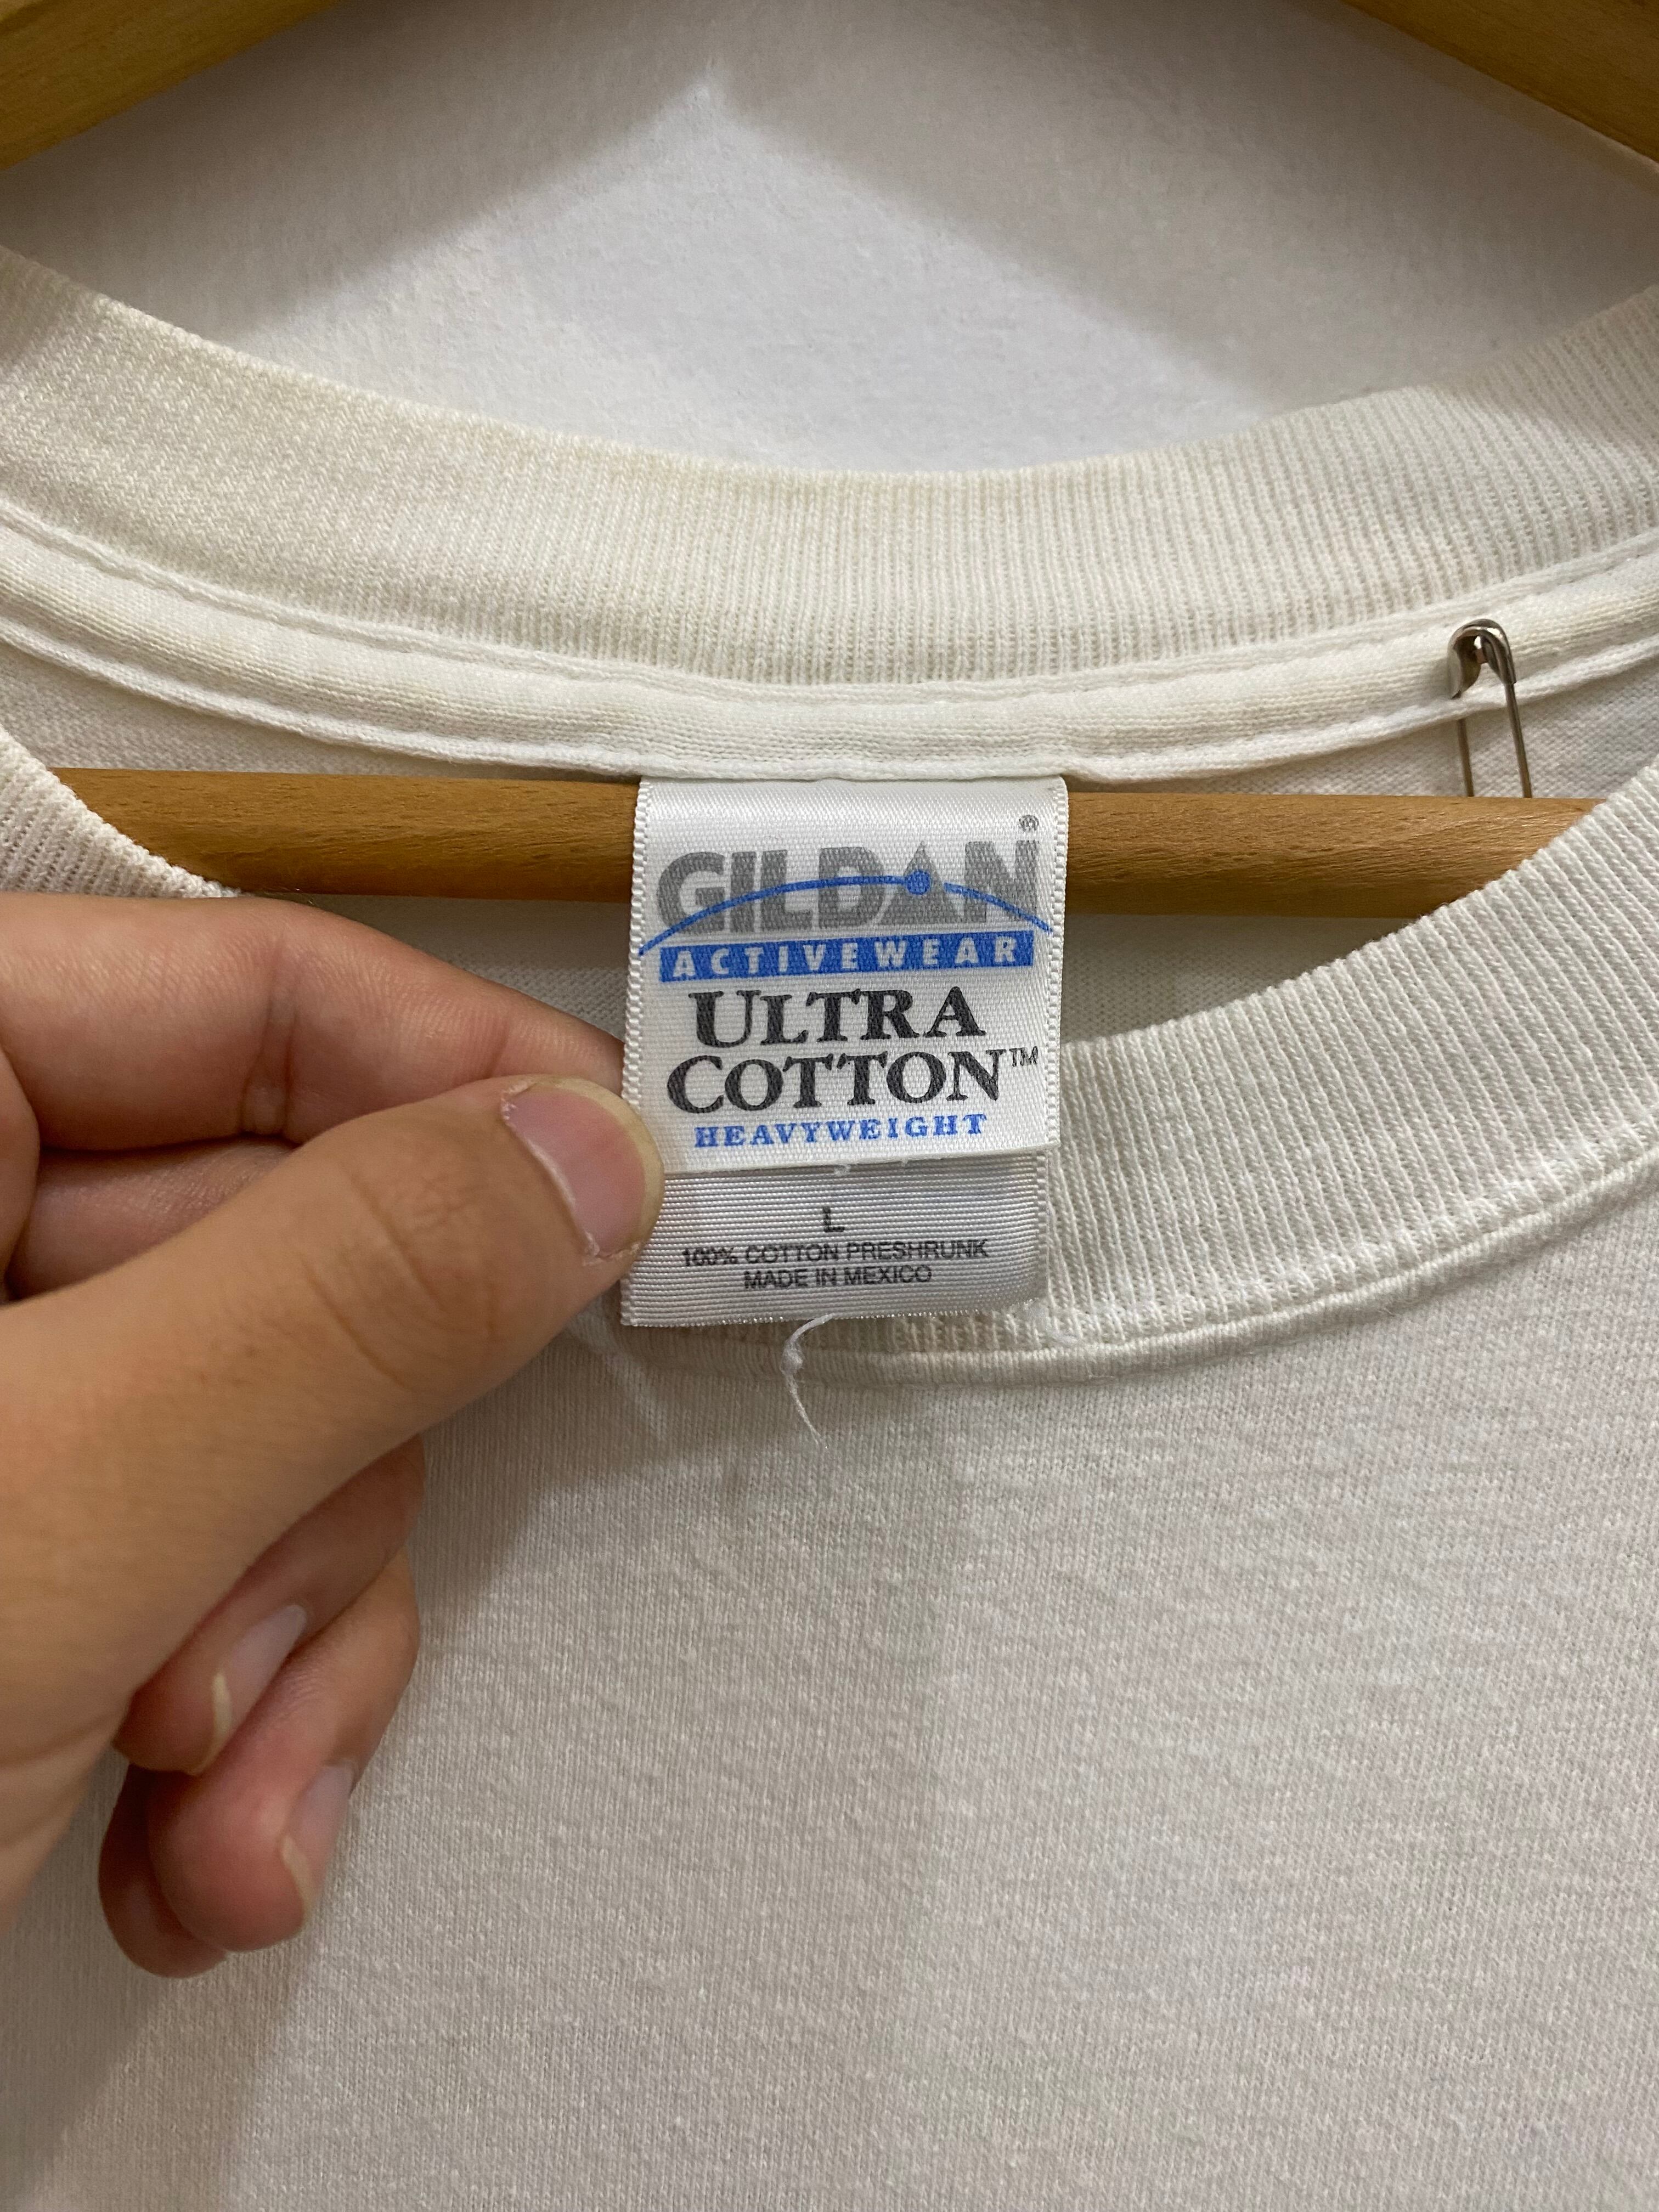 GILDAN®
ACTIVEWEAR
ULTRA
COTTON™
HEAVYWEIGHT
L
100% COTTON PRESHRUNK
MADE IN MEXICO